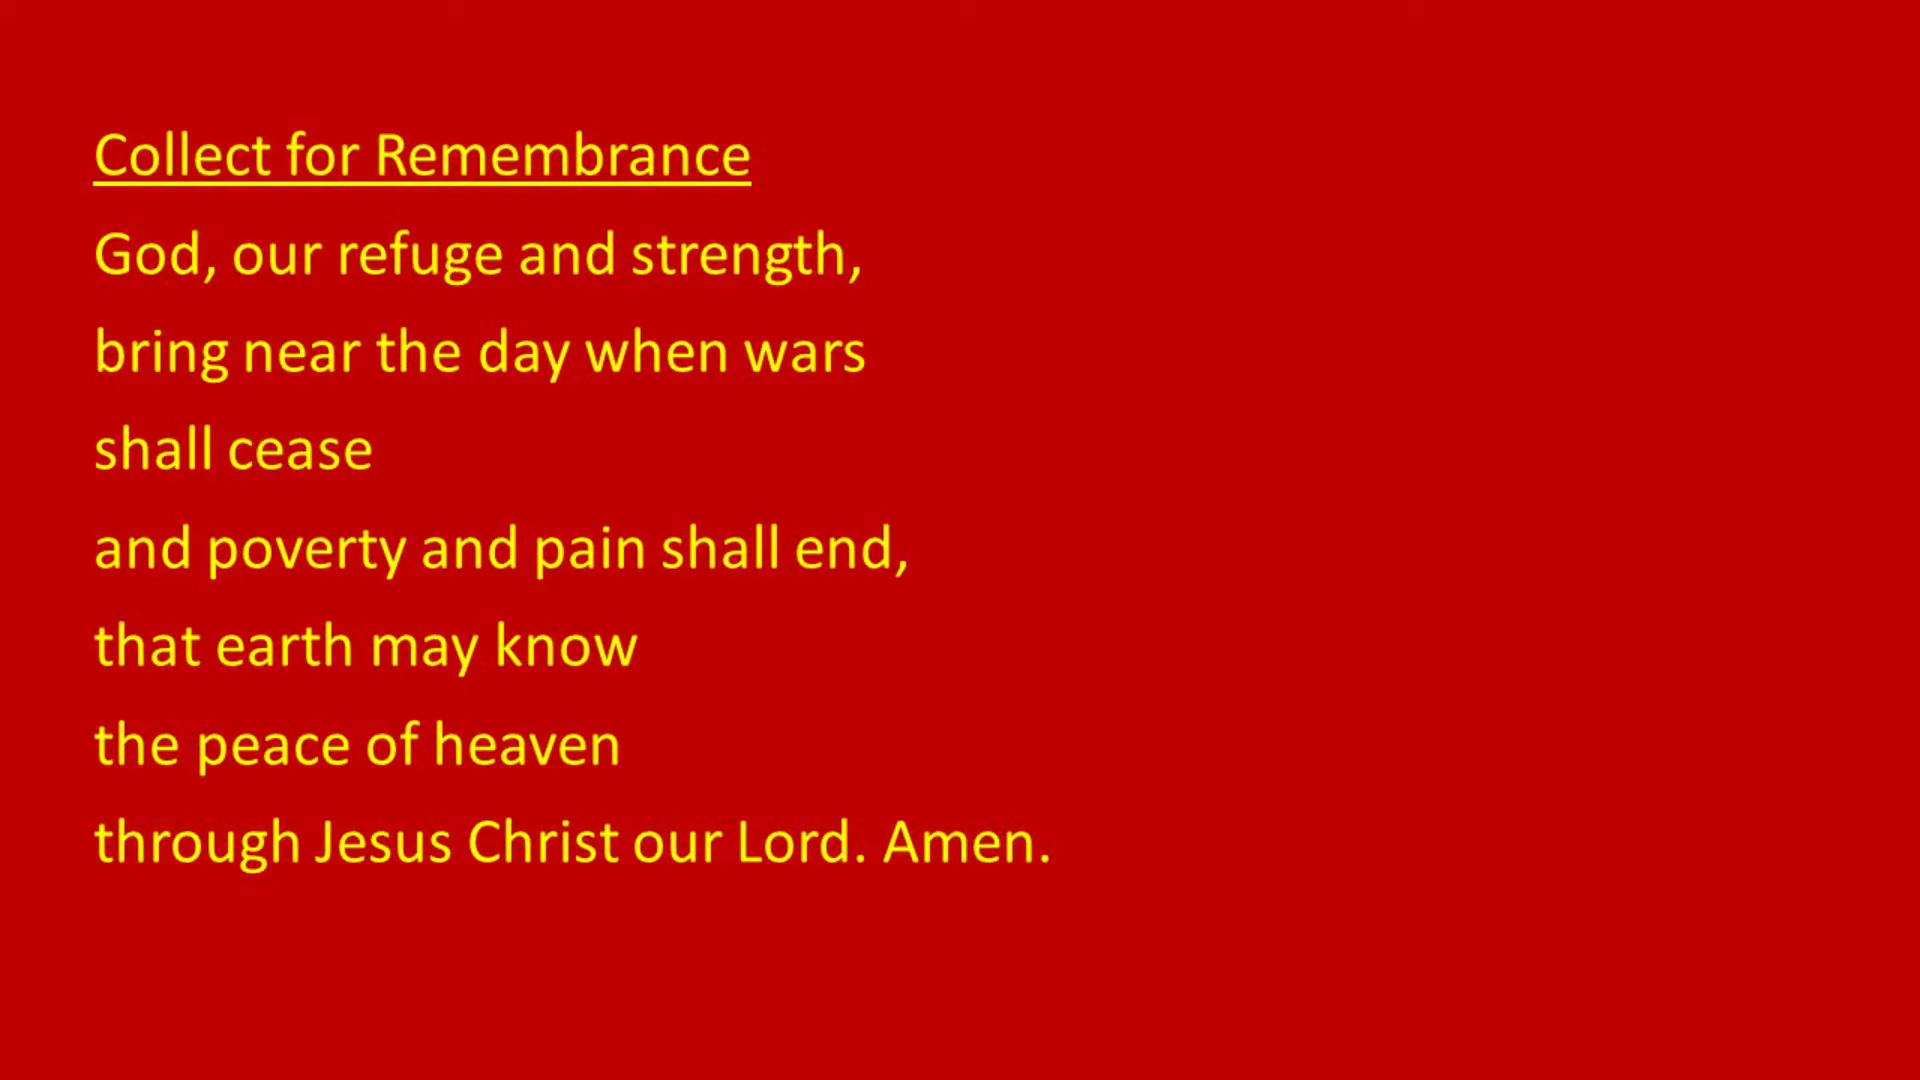 Collect for Remembrance
God, our refuge and strength,
bring near the day when wars
shall cease
and poverty and pain shall end,
that earth may know
the peace of heaven
through Jesus Christ our Lord. Amen.